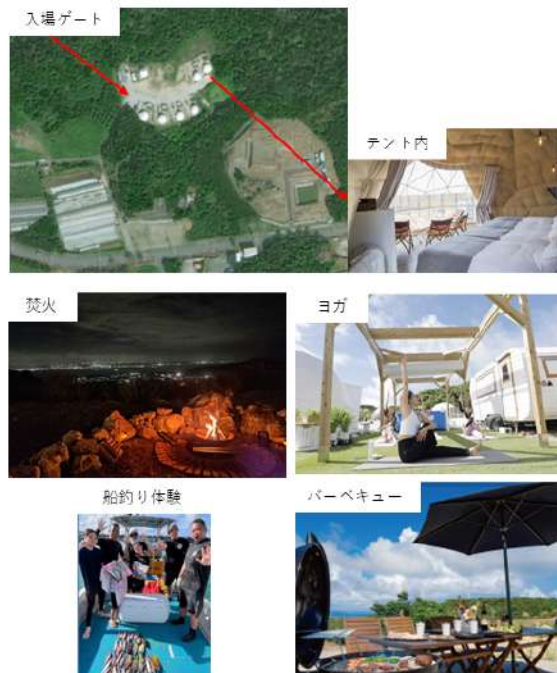 入場ゲート
テント内
焚火
ヨガ
船釣り体験
バーベキュー